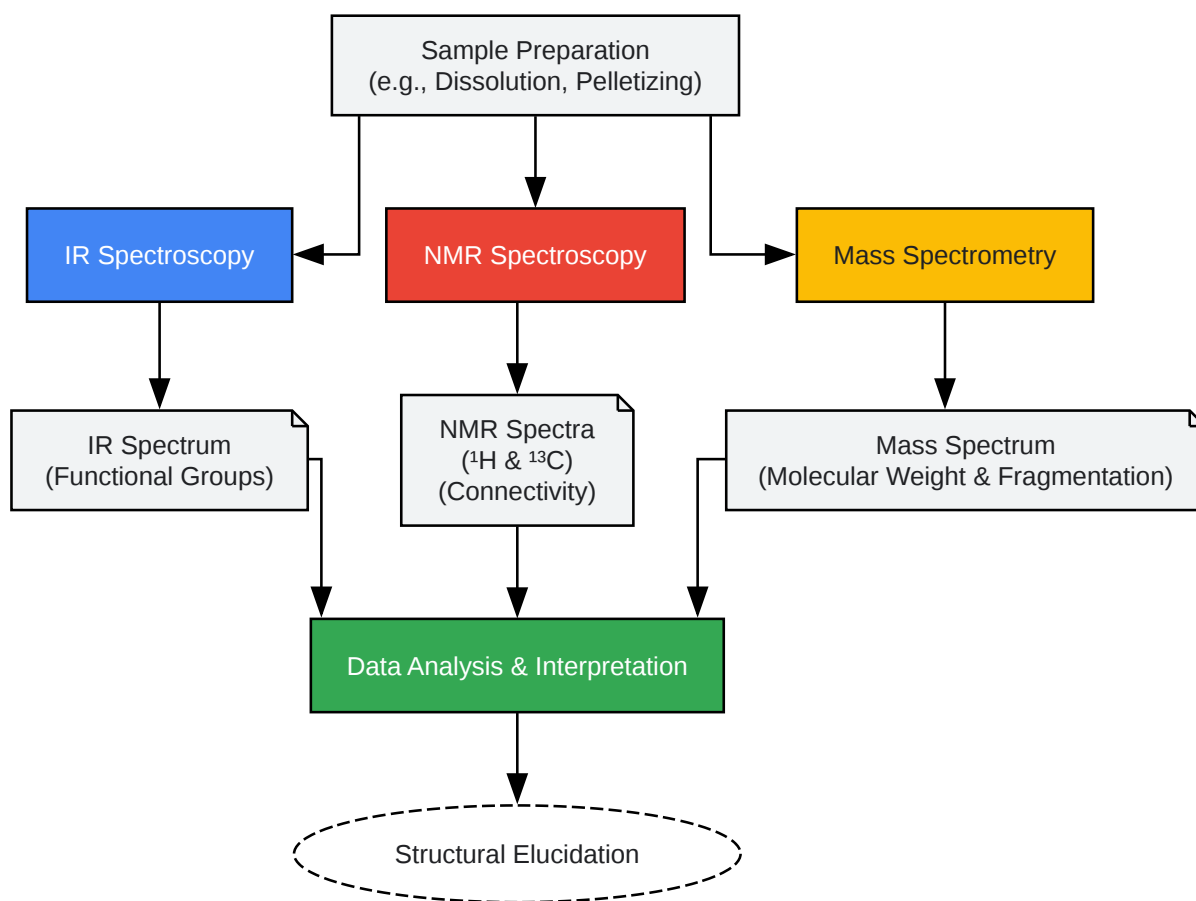 Sample Preparation
(e.g., Dissolution, Pelletizing)
IR Spectroscopy
NMR Spectroscopy
Mass Spectrometry
IR Spectrum
(Functional Groups)
NMR Spectra
(¹H & ¹³C)
(Connectivity)
Mass Spectrum
(Molecular Weight & Fragmentation)
Data Analysis & Interpretation
Structural Elucidation